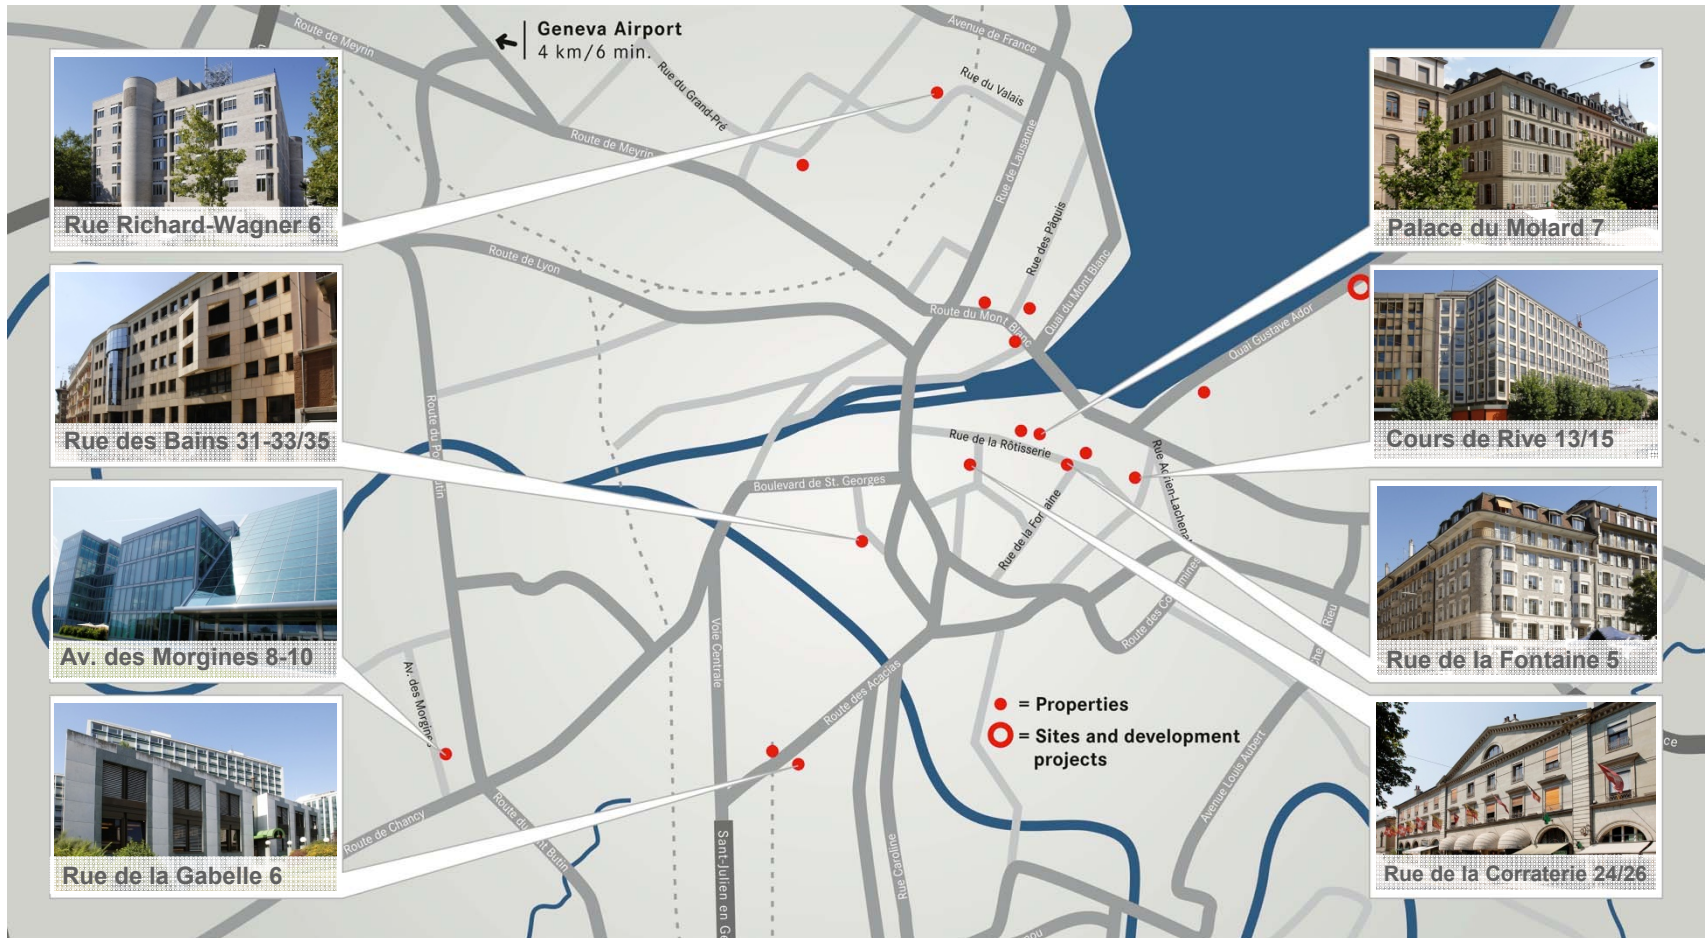 Route de Meyrin
Geneva Airport
4 km/6 min.
Avenue de France
Rue du Grand-Pré
Rue du Valais
Route de Meyrin
Rue de Lausanne
Rue Richard-Wagner 6
Palace du Molard 7
Route de Lyon
Rue des Pâquis
Quai du Mont Blanc
Route du Mont Blanc
Quai Gustave Ador
Rue des Bains 31-33/35
Cours de Rive 13/15
Rue de la Rôtisserie
Boulevard de St. Georges
Rue de la Fontaine
Av. des Morgines 8-10
Rue de la Fontaine 5
Voie Centrale
Av. des Morgines
Route des Acacias
= Properties
= Sites and development
projects
Avenue Louis Aubert
Route de Chancy
Rue Caroline
Rue de la Gabelle 6
Rue de la Corraterie 24/26